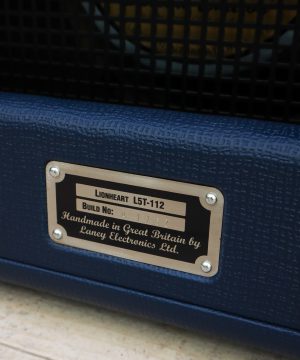 LIONHEART L5T-112
BUILD NO:
Handmade in Great Britain by
Laney Electronics Ltd.